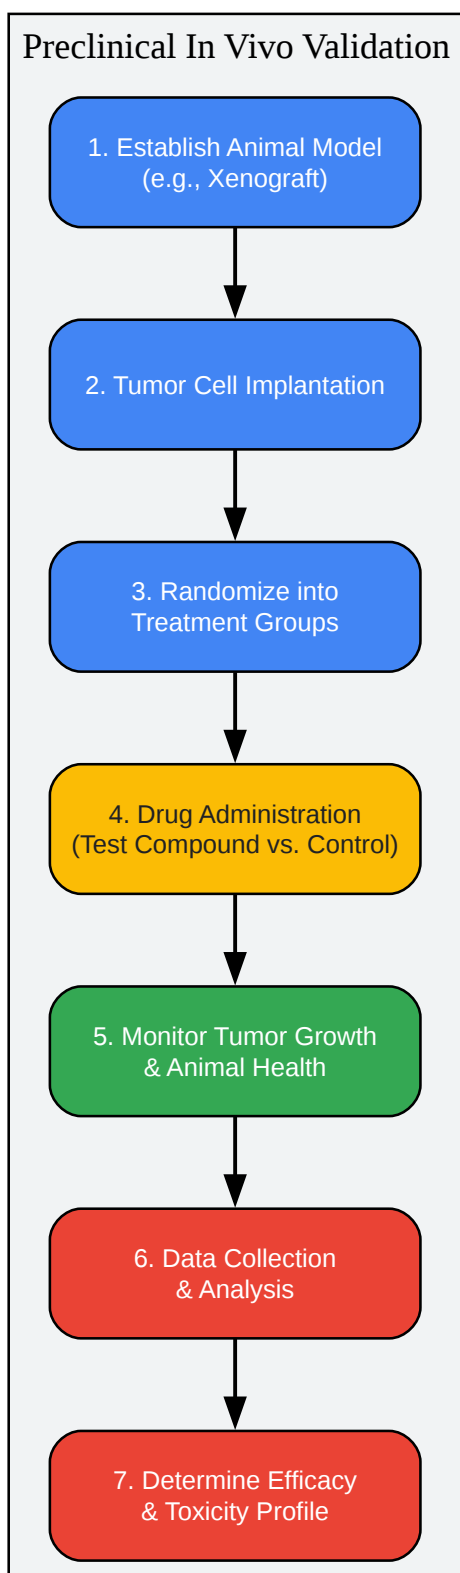 Preclinical In Vivo Validation
1. Establish Animal Model
(e.g., Xenograft)
2. Tumor Cell Implantation
3. Randomize into
Treatment Groups
4. Drug Administration
(Test Compound vs. Control)
5. Monitor Tumor Growth
& Animal Health
6. Data Collection
& Analysis
7. Determine Efficacy
& Toxicity Profile